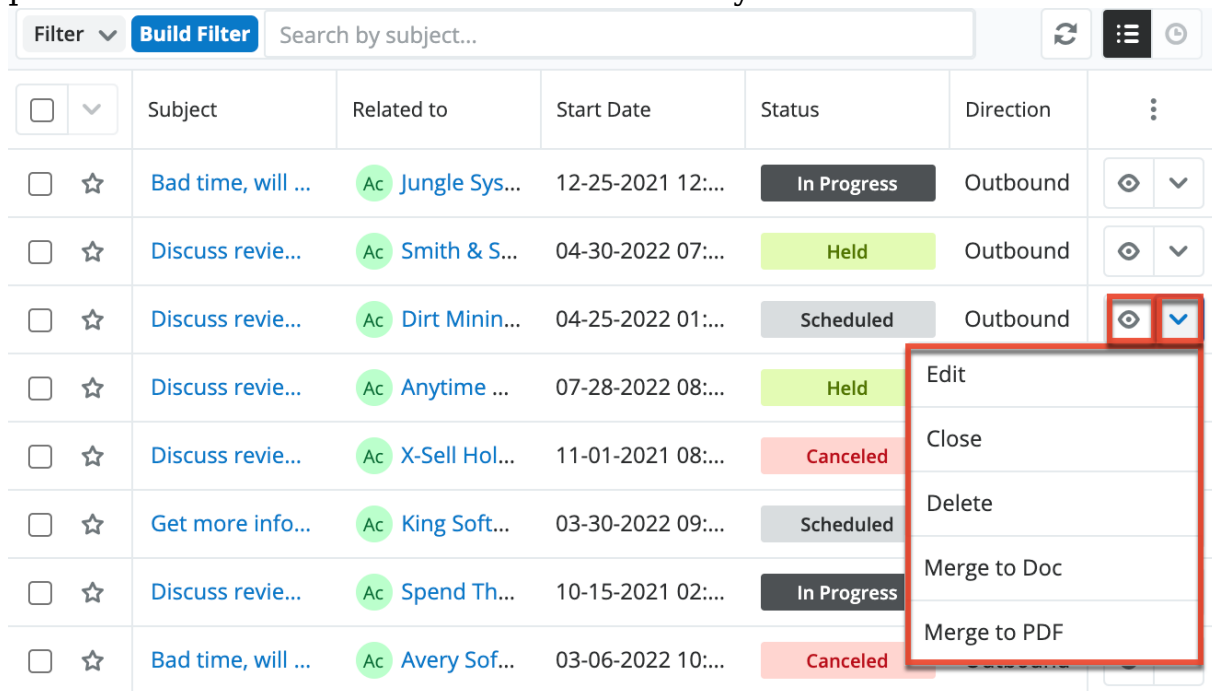 Filter Build Filter Search by subject...
Subject Related to Start Date Status Direction
Bad time, will ... Ac Jungle Sys... 12-25-2021 12:... In Progress Outbound
Discuss revie... Ac Smith & S... 04-30-2022 07:... Held Outbound
Discuss revie... Ac Dirt Minin... 04-25-2022 01:... Scheduled Outbound
Edit
Discuss revie... Ac Anytime ... 07-28-2022 08:... Held
Close
Discuss revie... Ac X-Sell Hol... 11-01-2021 08:... Canceled
Delete
Get more info... Ac King Soft... 03-30-2022 09:... Scheduled
Merge to Doc
Discuss revie... Ac Spend Th... 10-15-2021 02:... In Progress
Merge to PDF
Bad time, will ... Ac Avery Sof... 03-06-2022 10:... Canceled